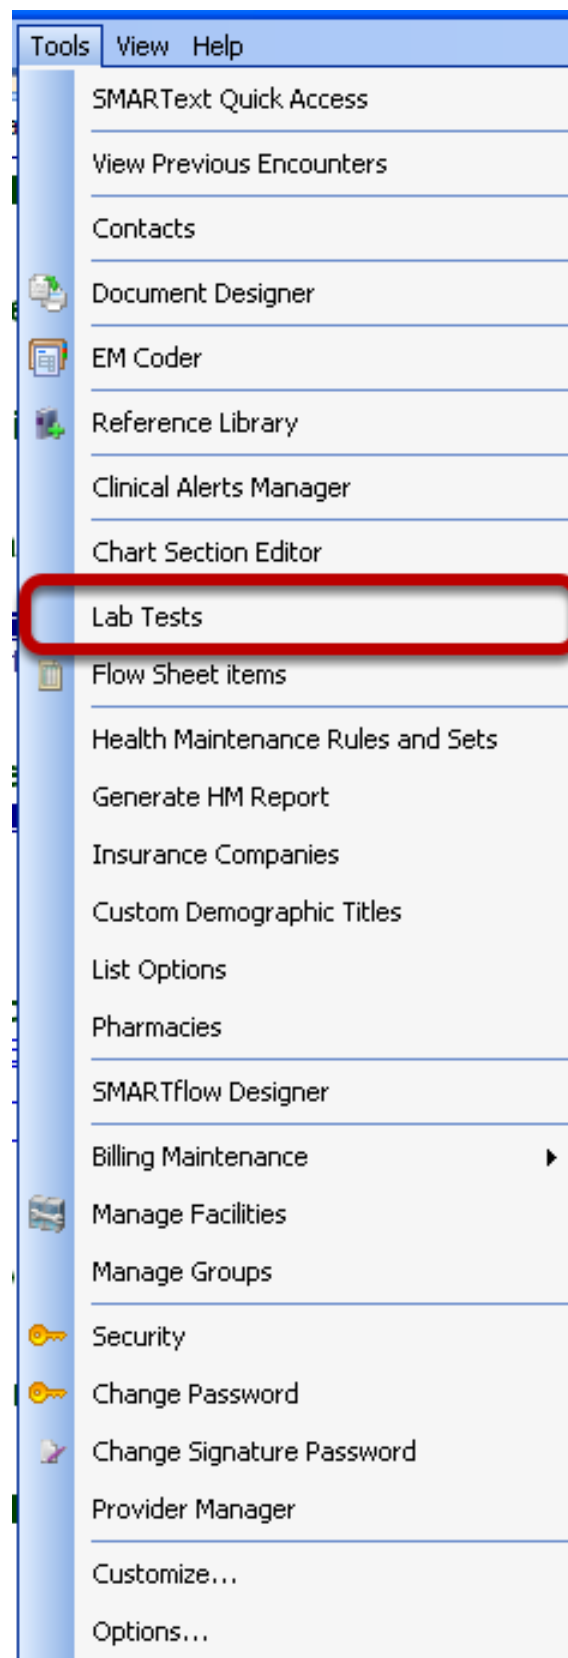 Tools View Help
SMARText Quick Access
View Previous Encounters
Contacts
Document Designer
EM Coder
Reference Library
Clinical Alerts Manager
Chart Section Editor
Lab Tests
Flow Sheet items
Health Maintenance Rules and Sets
Generate HM Report
Insurance Companies
Custom Demographic Titles
List Options
Pharmacies
SMARTflow Designer
Billing Maintenance
Manage Facilities
Manage Groups
Security
Change Password
Change Signature Password
Provider Manager
Customize...
Options...